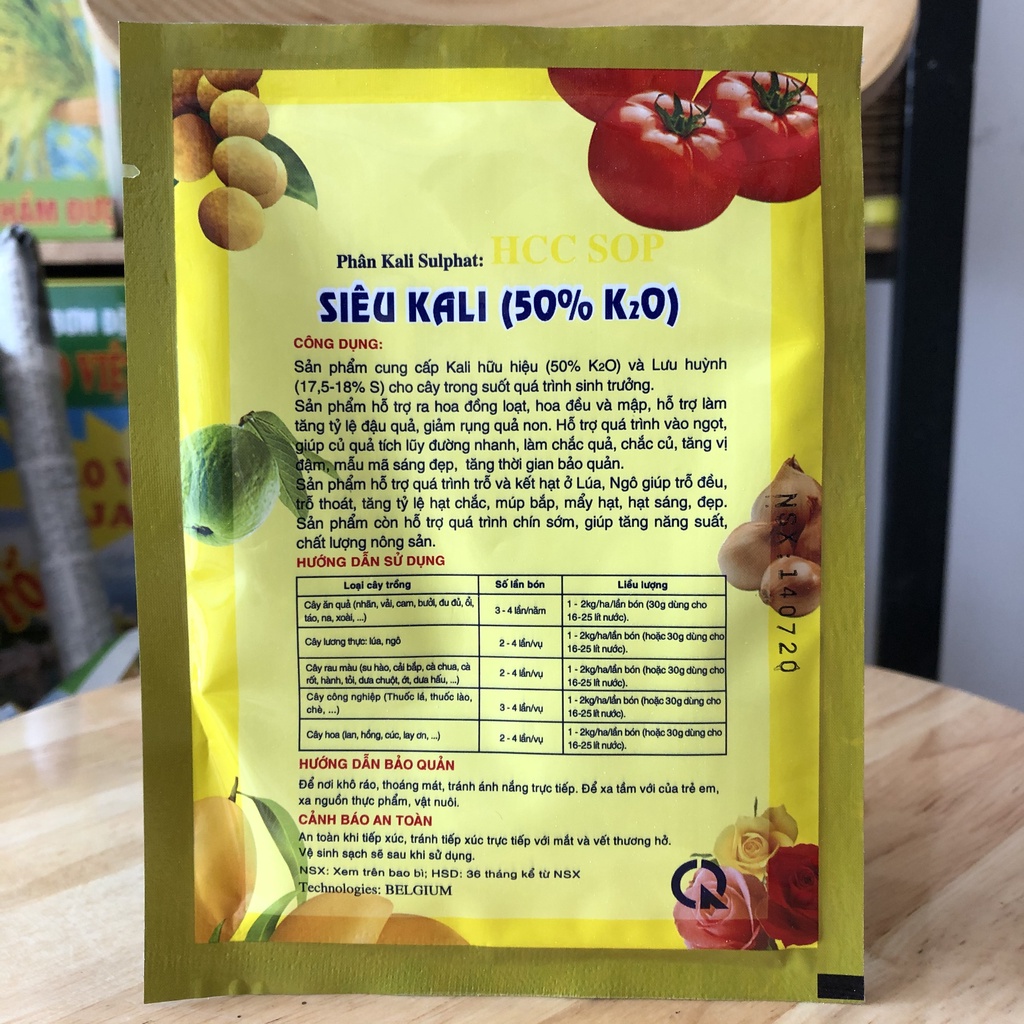 Phân Kali Sulphat: HCC SOP
SIÊU KALI (50% K₂O)
CÔNG DỤNG:
Sản phẩm cung cấp Kali hữu hiệu (50% K₂O) và Lưu huỳnh
(17,5-18% S) cho cây trong suốt quá trình sinh trưởng.
Sản phẩm hỗ trợ ra hoa đồng loạt, hoa đều và mập, hỗ trợ làm
tăng tỷ lệ đậu quả, giảm rụng quả non. Hỗ trợ quá trình vào ngọt,
giúp củ quả tích lũy đường nhanh, làm chắc quả, chắc củ, tăng vị
đậm, mẫu mã sáng đẹp, tăng thời gian bảo quản.
Sản phẩm hỗ trợ quá trình trỗ và kết hạt ở Lúa, Ngô giúp trỗ đều,
trỗ thoát, tăng tỷ lệ hạt chắc, múp bắp, mẩy hạt, hạt sáng, đẹp.
Sản phẩm còn hỗ trợ quá trình chín sớm, giúp tăng năng suất,
chất lượng nông sản.
HƯỚNG DẪN SỬ DỤNG
Loại cây trồng Số lần bón Liều lượng
Cây ăn quả (nhãn, vải, cam, bưởi, đu đủ, ổi,
táo, na, xoài, ...)
3 - 4 lần/năm
1 - 2kg/ha/lần bón (30g dùng cho
16-25 lít nước).
Cây lương thực: lúa, ngô
2 - 4 lần/vụ
1 - 2kg/ha/lần bón (hoặc 30g dùng cho
16-25 lít nước).
Cây rau màu (su hào, cải bắp, cà chua, cà
rốt, hành, tỏi, dưa chuột, ớt, dưa hấu, ...)
2 - 4 lần/vụ
1 - 2kg/ha/lần bón (hoặc 30g dùng cho
16-25 lít nước).
Cây công nghiệp (Thuốc lá, thuốc lào,
chè, ...)
3 - 4 lần/vụ
1 - 2kg/ha/lần bón (hoặc 30g dùng cho
16-25 lít nước).
Cây hoa (lan, hồng, cúc, lay ơn, ...)
2 - 4 lần/vụ
1 - 2kg/ha/lần bón (hoặc 30g dùng cho
16-25 lít nước).
HƯỚNG DẪN BẢO QUẢN
Để nơi khô ráo, thoáng mát, tránh ánh nắng trực tiếp. Để xa tầm với của trẻ em,
xa nguồn thực phẩm, vật nuôi.
CẢNH BÁO AN TOÀN
An toàn khi tiếp xúc, tránh tiếp xúc trực tiếp với mắt và vết thương hở.
Vệ sinh sạch sẽ sau khi sử dụng.
NSX: Xem trên bao bì; HSD: 36 tháng kể từ NSX
Technologies: BELGIUM
NSX:140720